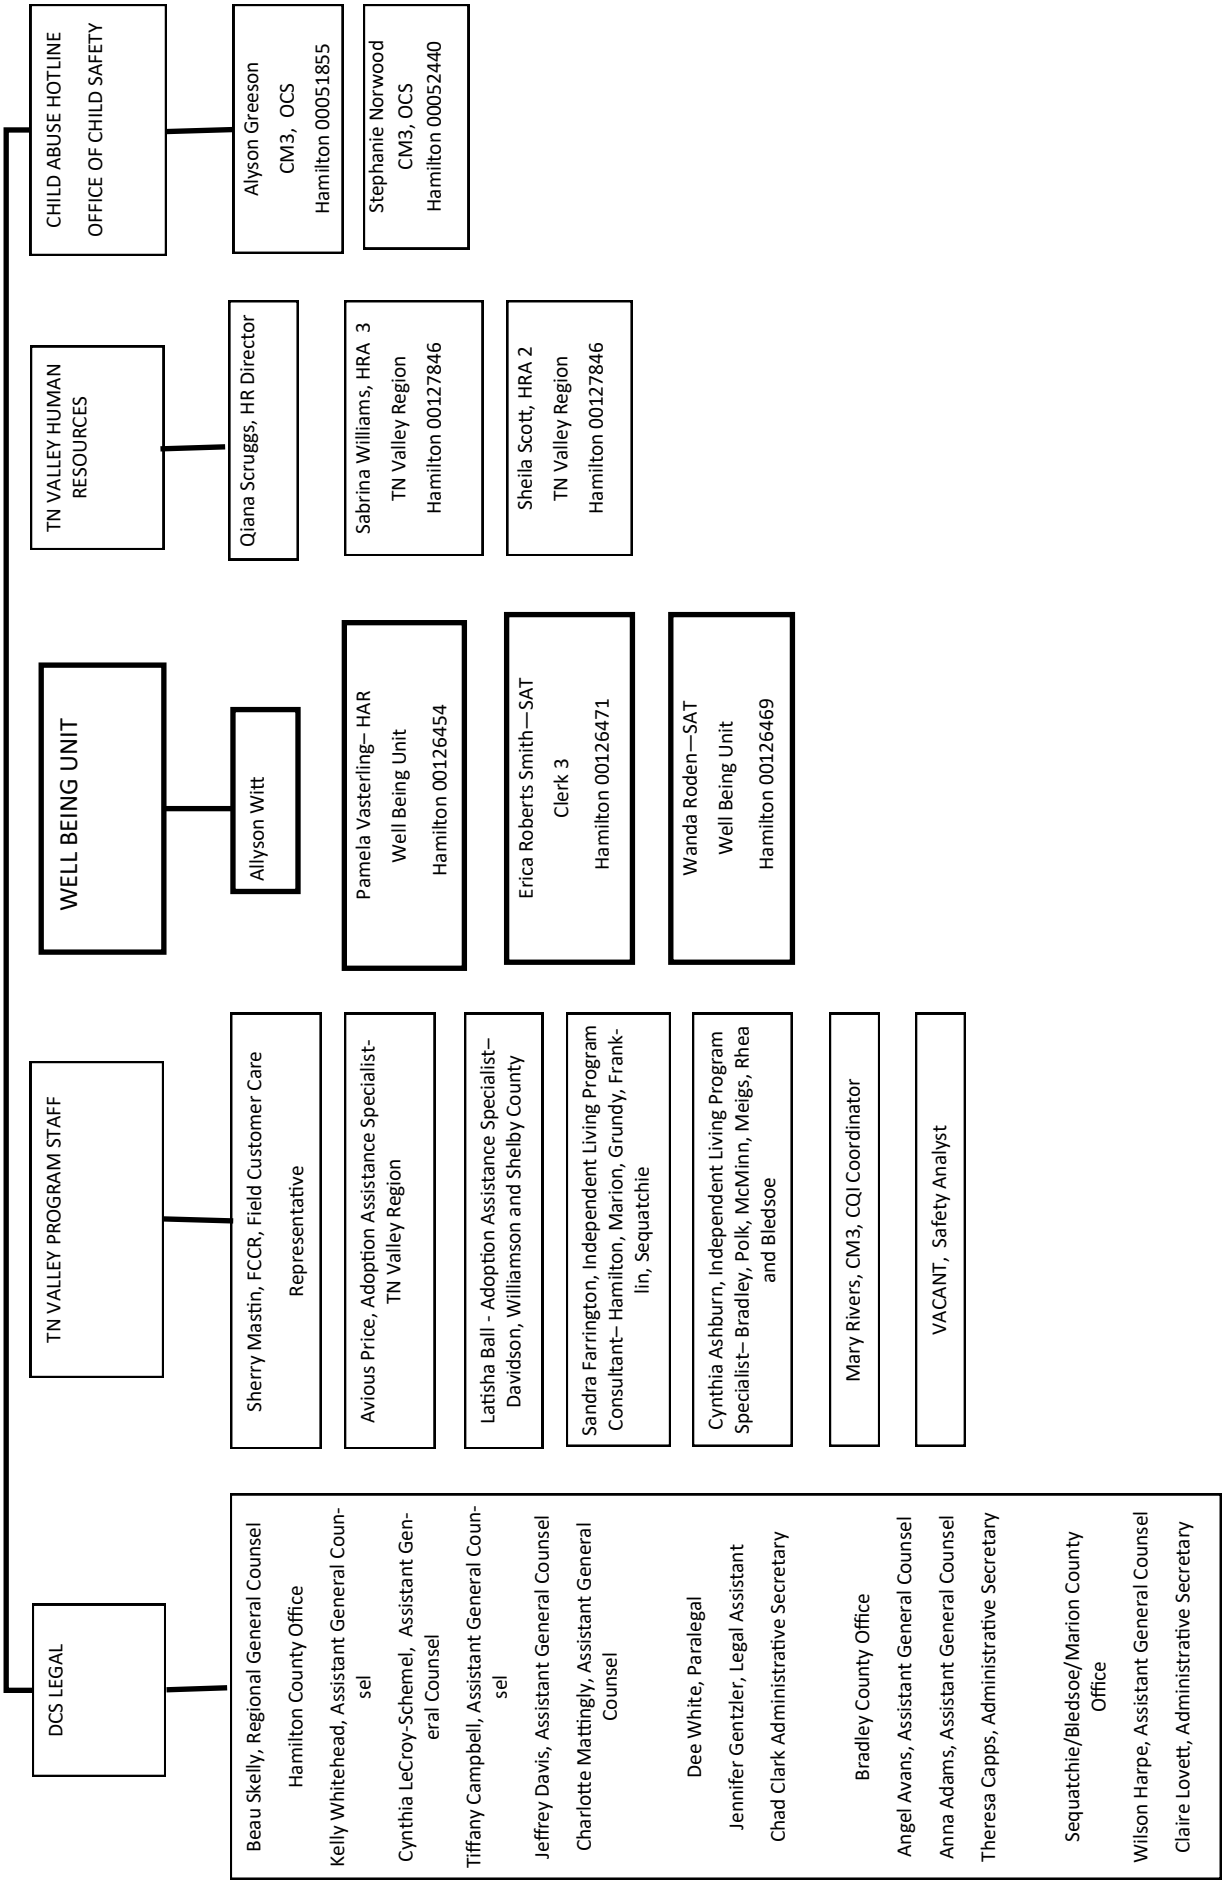 DCS LEGAL
Beau Skelly, Regional General Counsel
Hamilton County Office
Kelly Whitehead, Assistant General Coun-
sel
Cynthia LeCroy-Schemel,  Assistant Gen-
eral Counsel
Tiffany Campbell, Assistant General Coun-
sel
Jeffrey Davis, Assistant General Counsel
Charlotte Mattingly, Assistant General
Counsel
Dee White, Paralegal
Jennifer Gentzler, Legal Assistant
Chad Clark Administrative Secretary
Bradley County Office
Angel Avans, Assistant General Counsel
Anna Adams, Assistant General Counsel
Theresa Capps, Administrative Secretary
Sequatchie/Bledsoe/Marion County
Office
Wilson Harpe, Assistant General Counsel
Claire Lovett, Administrative Secretary
TN VALLEY PROGRAM STAFF
Sherry Mastin, FCCR, Field Customer Care
Representative
Avious Price, Adoption Assistance Specialist-
TN Valley Region
Latisha Ball - Adoption Assistance Specialist–
Davidson, Williamson and Shelby County
Sandra Farrington, Independent Living Program
Consultant– Hamilton, Marion, Grundy, Frank-
lin, Sequatchie
Cynthia Ashburn, Independent Living Program
Specialist– Bradley, Polk, McMinn, Meigs, Rhea
and Bledsoe
Mary Rivers, CM3, CQI Coordinator
VACANT,  Safety Analyst
WELL BEING UNIT
Allyson Witt
Pamela Vasterling– HAR
Well Being Unit
Hamilton 00126454
Erica Roberts Smith—SAT
Clerk 3
Hamilton 00126471
Wanda Roden—SAT
Well Being Unit
Hamilton 00126469
TN VALLEY HUMAN
RESOURCES
Qiana Scruggs, HR Director
Sabrina Williams, HRA  3
TN Valley Region
Hamilton 00127846
Sheila Scott, HRA 2
TN Valley Region
Hamilton 00127846
CHILD ABUSE HOTLINE
OFFICE OF CHILD SAFETY
Alyson Greeson
CM3,  OCS
Hamilton 00051855
Stephanie Norwood
CM3, OCS
Hamilton 00052440